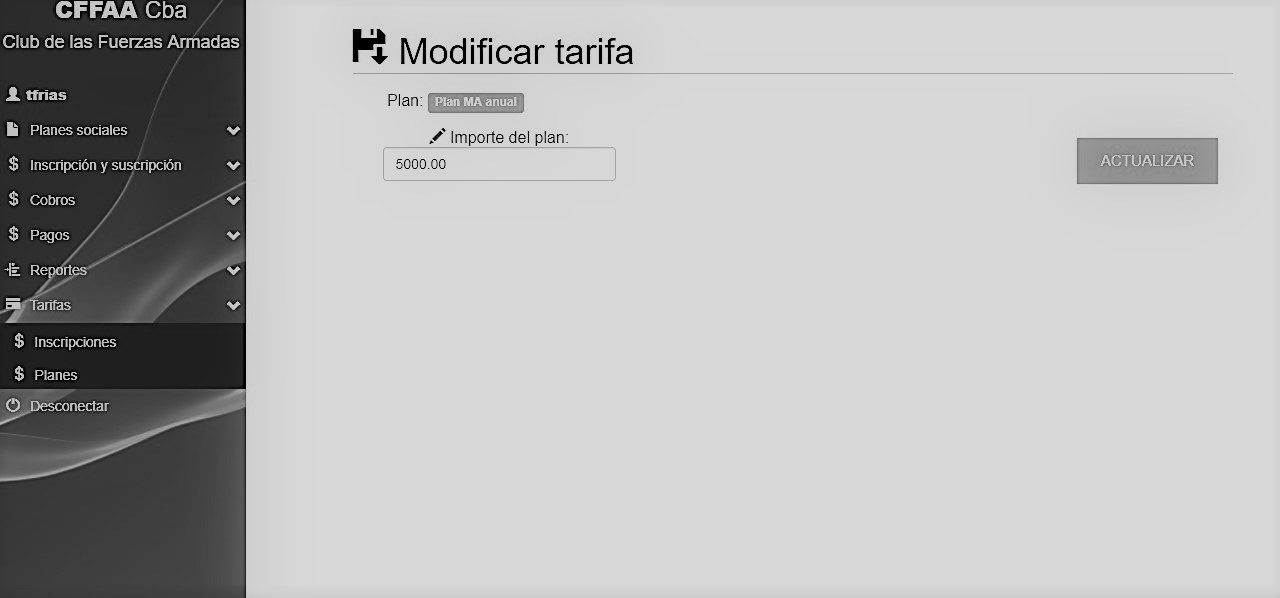 CFFAA Cba
Club de las Fuerzas Armadas
tfrias
Planes sociales
Inscripción y suscripción
Cobros
Pagos
Reportes
Tarifas
Inscripciones
Planes
Desconectar
Modificar tarifa
Plan: Plan MA anual
Importe del plan:
5000.00
ACTUALIZAR